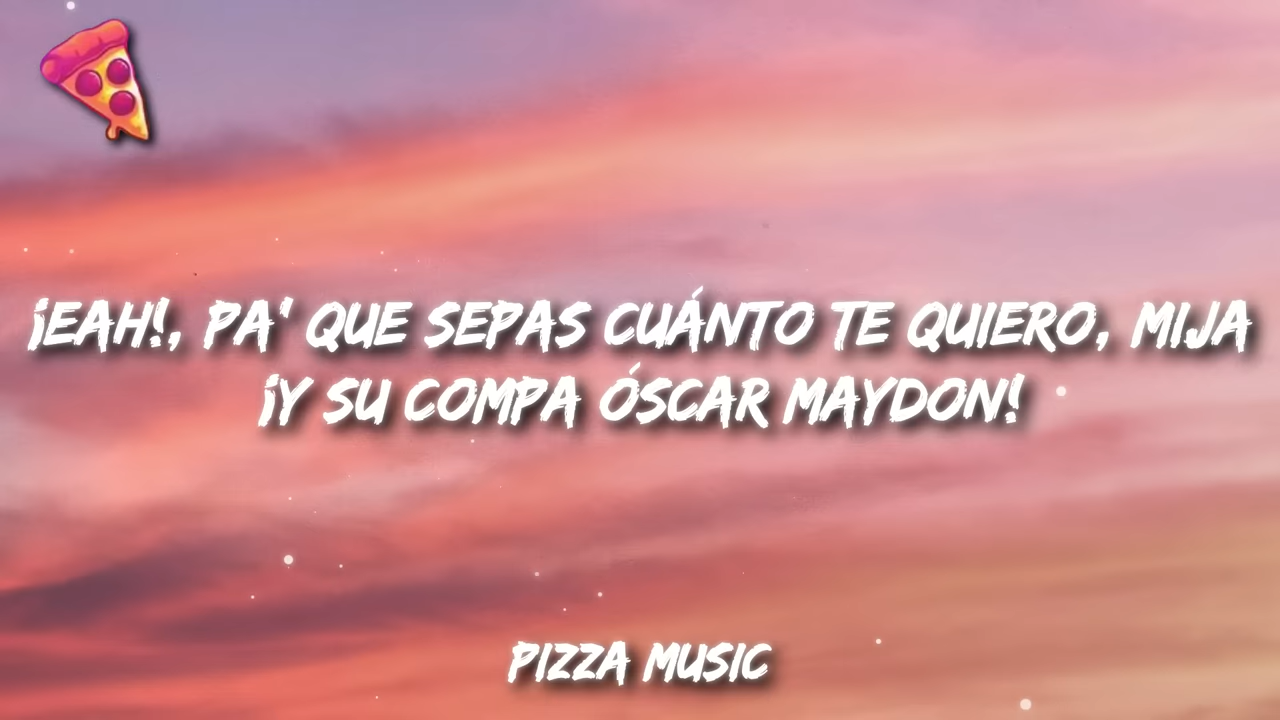 ¡EAH!, PA' QUE SEPAS CUÁNTO TE QUIERO, MIJA
¡Y SU COMPA ÓSCAR MAYDON!
PIZZA MUSIC